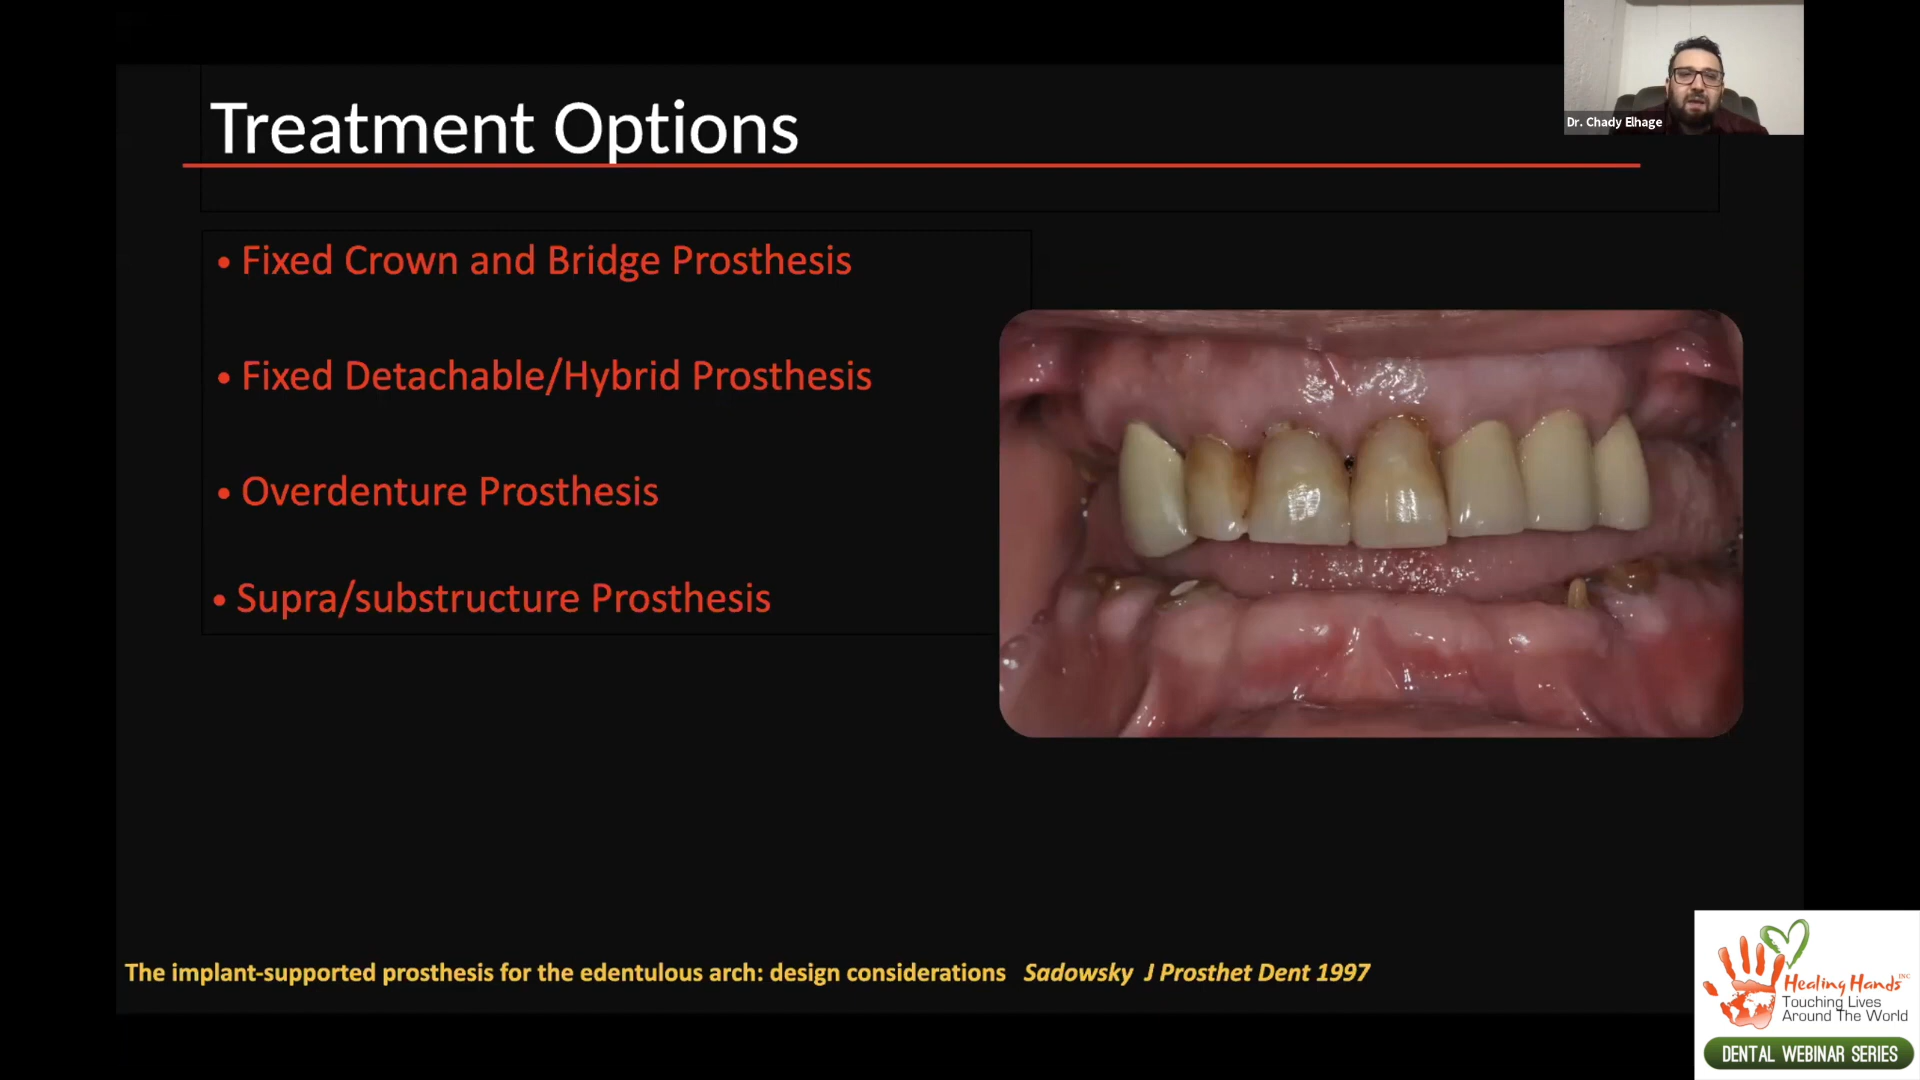 Treatment Options
Dr. Chady Elhage
• Fixed Crown and Bridge Prosthesis
• Fixed Detachable/Hybrid Prosthesis
• Overdenture Prosthesis
• Supra/substructure Prosthesis
The implant-supported prosthesis for the edentulous arch: design considerations Sadowsky J Prosthet Dent 1997
Healing Hands INC
Touching Lives
Around The World
DENTAL WEBINAR SERIES